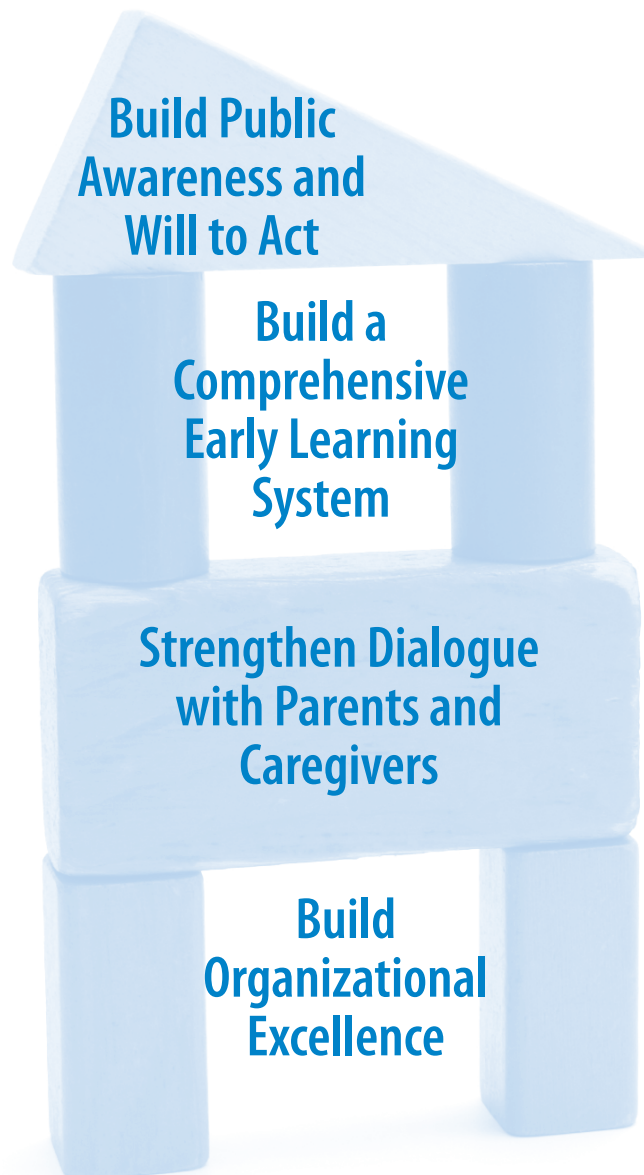 Build Public
Awareness and
Will to Act
Build a
Comprehensive
Early Learning
System
Strengthen Dialogue
with Parents and
Caregivers
Build
Organizational
Excellence